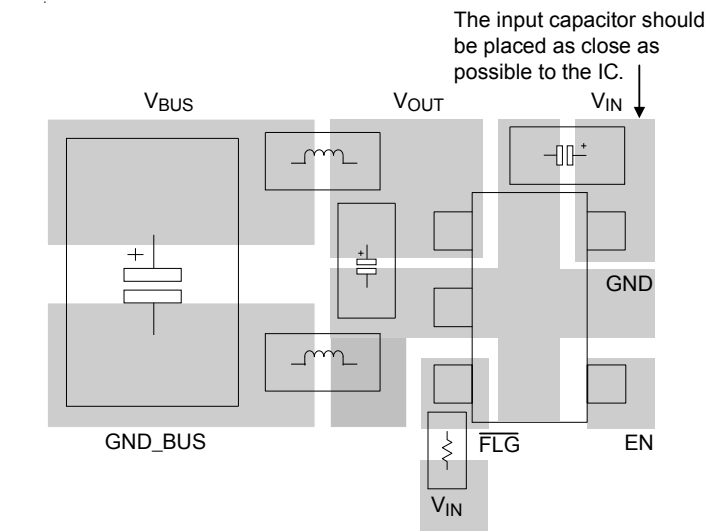 The input capacitor should
be placed as close as
possible to the IC.
VBUS
VOUT
VIN
+
+
+
GND
GND_BUS
FLG
EN
VIN